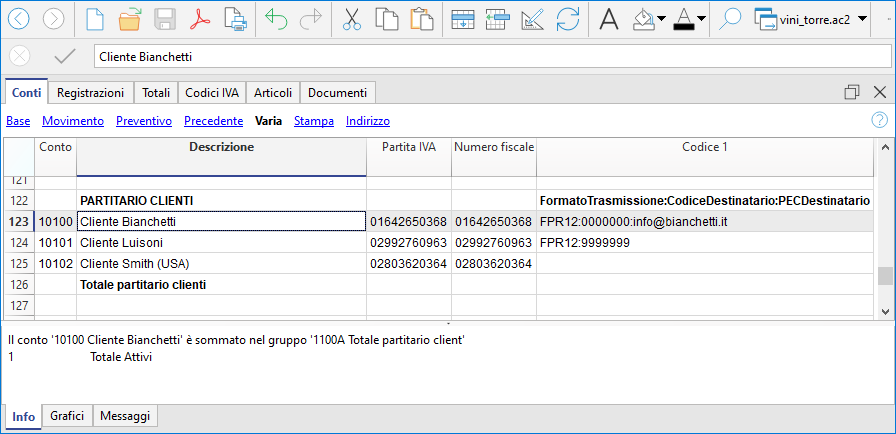 vini_torre.ac2
Cliente Bianchetti
Conti Registrazioni Totali Codici IVA Articoli Documenti
Base Movimento Preventivo Precedente Varia Stampa Indirizzo
Conto Descrizione Partita IVA Numero fiscale Codice 1
121
122 PARTITARIO CLIENTI FormatoTrasmissione:CodiceDestinatario:PECDestinatario
123 10100 Cliente Bianchetti 01642650368 01642650368 FPR12:0000000:info@bianchetti.it
124 10101 Cliente Luisoni 02992760963 02992760963 FPR12:9999999
125 10102 Cliente Smith (USA) 02803620364 02803620364
126 Totale partitario clienti
127
Il conto '10100 Cliente Bianchetti' è sommato nel gruppo '1100A Totale partitario client'
1 Totale Attivi
Info Grafici Messaggi